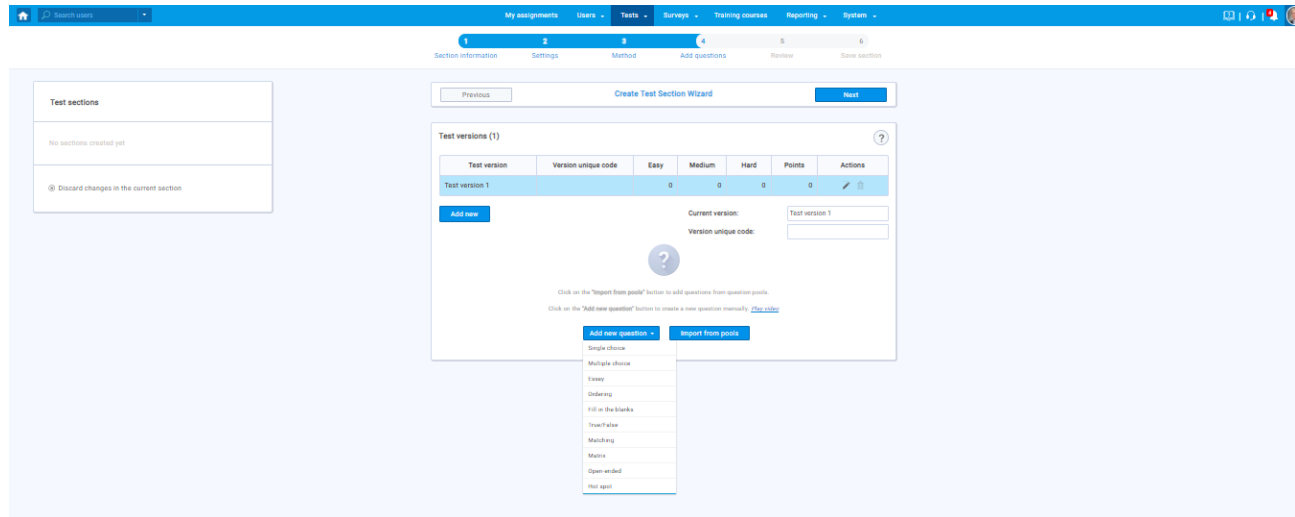 Search users
My assignments Users Tests Surveys Training courses Reporting System
4
1 2 3 4 5 6
Section information Settings Method Add questions Review Save section
Test sections
No sections created yet
Discard changes in the current section
Previous Create Test Section Wizard Next
Test versions (1) ?
Test version Version unique code Easy Medium Hard Points Actions
Test version 1 0 0 0 0
Add new Current version: Test version 1
Version unique code:
?
Click on the "Import from pools" button to add questions from question pools.
Click on the "Add new question" button to create a new question manually. Play video
Add new question Import from pools
Single choice
Multiple choice
Essay
Ordering
Fill in the blanks
True/False
Matching
Matrix
Open-ended
Hot spot